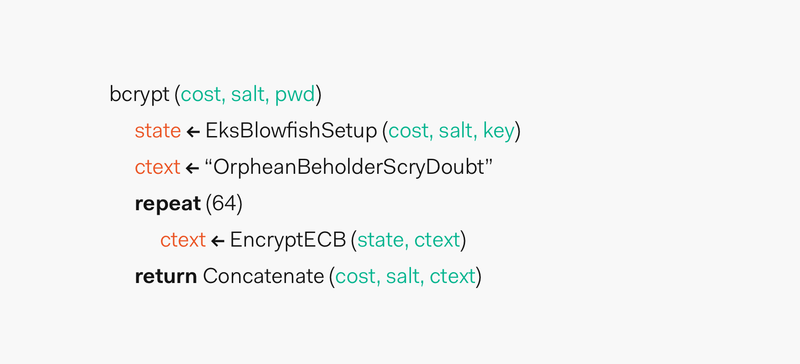 bcrypt (cost, salt, pwd)
state ← EksBlowfishSetup (cost, salt, key)
ctext ← “OrpheanBeholderScryDoubt”
repeat (64)
ctext ← EncryptECB (state, ctext)
return Concatenate (cost, salt, ctext)